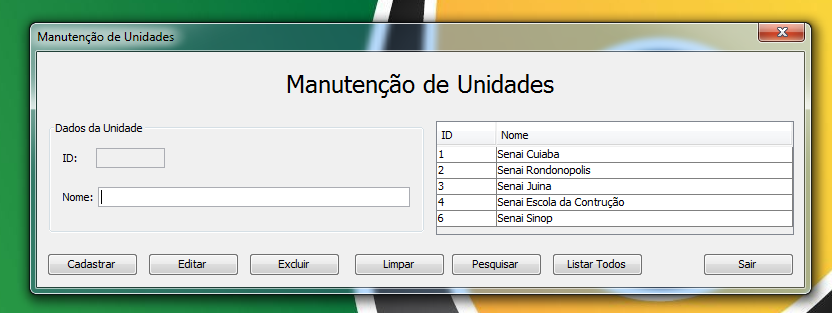 Manutenção de Unidades
Manutenção de Unidades
Dados da Unidade
ID:
Nome:
ID Nome
1 Senai Cuiaba
2 Senai Rondonopolis
3 Senai Juina
4 Senai Escola da Contrução
6 Senai Sinop
Cadastrar Editar Excluir Limpar Pesquisar Listar Todos Sair